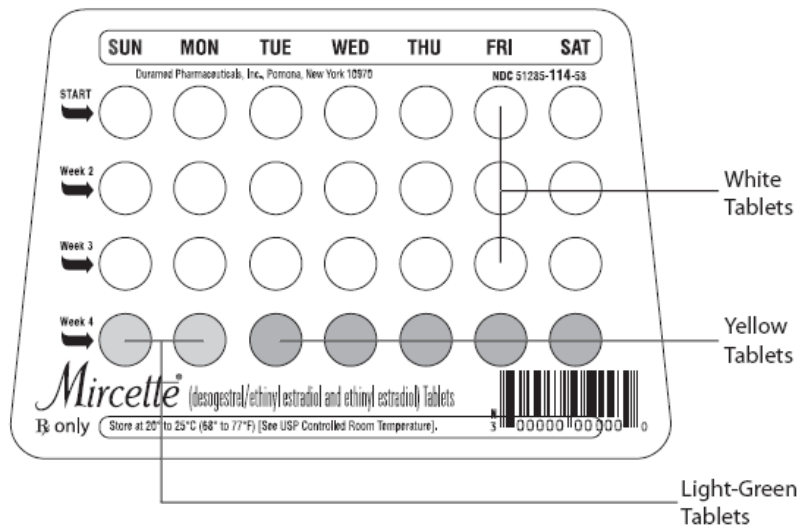 SUN MON TUE WED THU FRI SAT
Duramed Pharmaceuticals, Inc., Pomona, New York 10970 NDC 51285-114-58
START
Week 2
White
Tablets
Week 3
Week 4
Yellow
Tablets
Mircette® (desogestrel/ethinyl estradiol and ethinyl estradiol) Tablets
℞ only Store at 20° to 25°C (68° to 77°F) [See USP Controlled Room Temperature].
N
3 00000 00000 0
Light-Green
Tablets